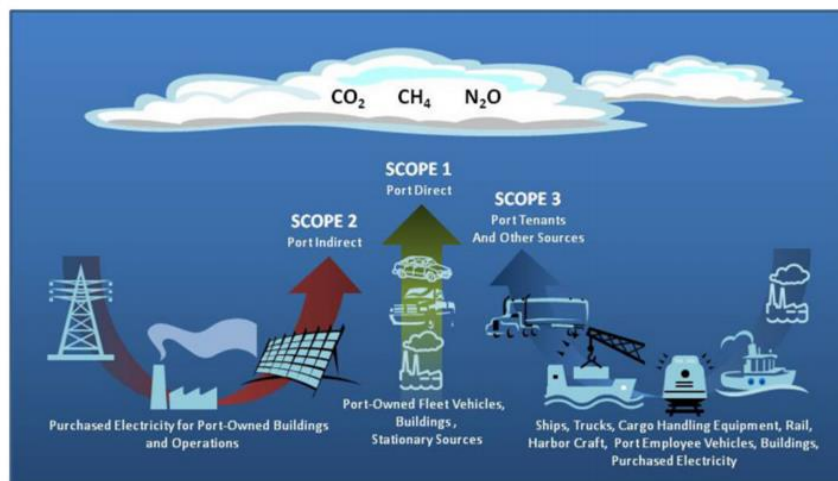 CO₂ CH₄ N₂O
SCOPE 1
Port Direct
SCOPE 2
Port Indirect
SCOPE 3
Port Tenants
And Other Sources
Purchased Electricity for Port-Owned Buildings
and Operations
Port-Owned Fleet Vehicles,
Buildings ,
Stationary Sources
Ships, Trucks, Cargo Handling Equipment, Rail,
Harbor Craft, Port Employee Vehicles, Buildings,
Purchased Electricity